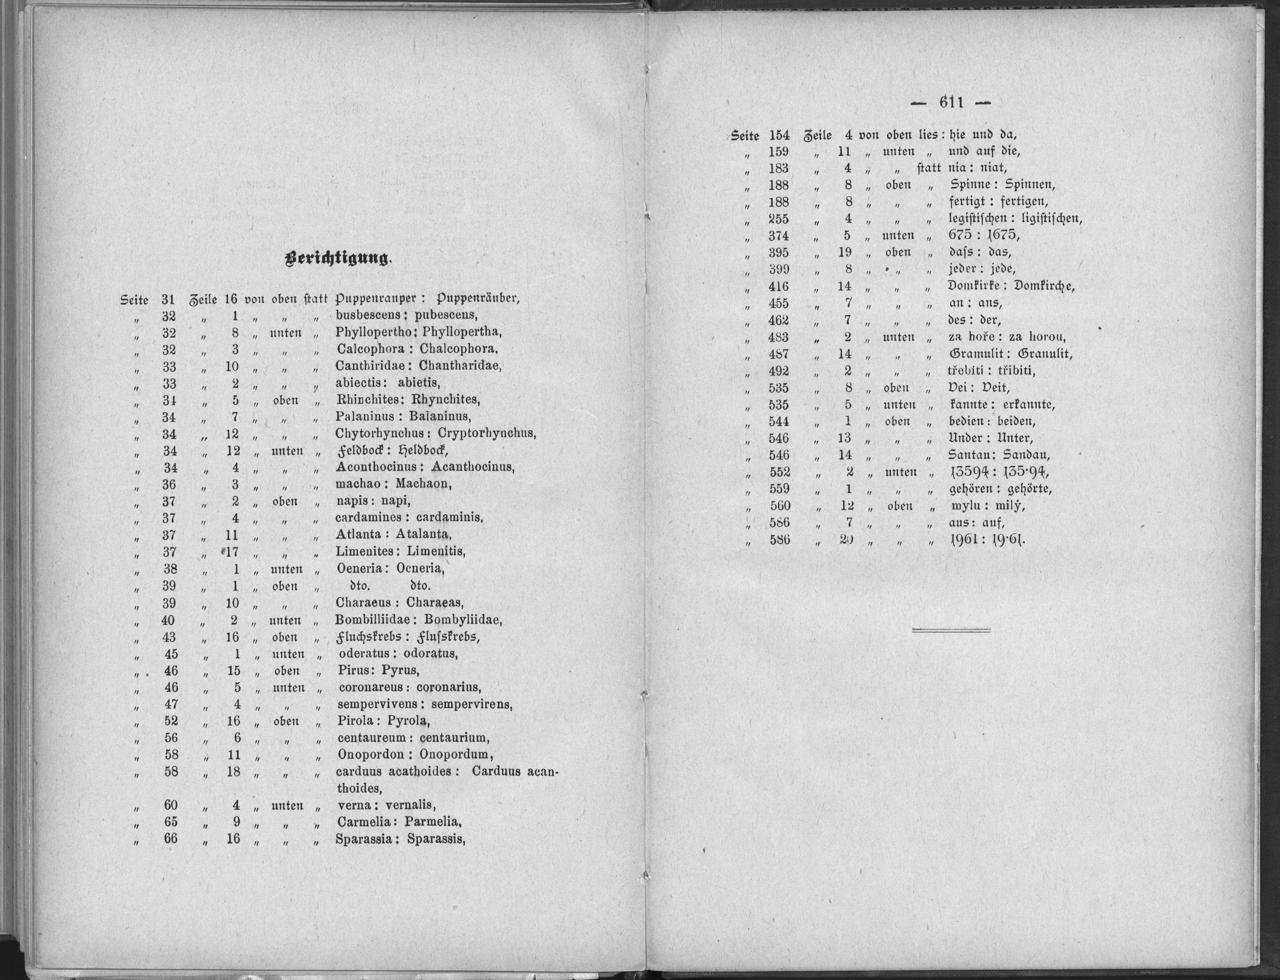 Berichtigung.
Seite 31 Zeile 16 von oben statt Puppenrauper : Puppenräuber,
„ 32 „ 1 „ „ „ busbescens : pubescens,
„ 32 „ 8 „ unten „ Phyllopertho : Phyllopertha,
„ 32 „ 3 „ „ „ Calcophora : Chalcophora,
„ 33 „ 10 „ „ „ Canthiridae : Chantharidae,
„ 33 „ 2 „ „ „ abiectis : abietis,
„ 34 „ 5 „ oben „ Rhinchites : Rhynchites,
„ 34 „ 7 „ „ „ Palaninus : Balaninus,
„ 34 „ 12 „ „ „ Chytorhynchus : Cryptorhynchus,
„ 34 „ 12 „ unten „ Feldbock : Heldbock,
„ 34 „ 4 „ „ „ Aconthocinus : Acanthocinus,
„ 36 „ 3 „ „ „ machao : Machaon,
„ 37 „ 2 „ oben „ napis : napi,
„ 37 „ 4 „ „ „ cardamines : cardaminis,
„ 37 „ 11 „ „ „ Atlanta : Atalanta,
„ 37 „ 17 „ „ „ Limenites : Limenitis,
„ 38 „ 1 „ unten „ Oeneria : Ocneria,
„ 39 „ 1 „ oben „ dto. dto.
„ 39 „ 10 „ „ „ Charaeus : Charaeas,
„ 40 „ 2 „ unten „ Bombilliidae : Bombyliidae,
„ 43 „ 16 „ oben „ Fluchskrebs : Flußkrebs,
„ 45 „ 1 „ unten „ oderatus : odoratus,
„ 46 „ 15 „ oben „ Pirus : Pyrus,
„ 46 „ 5 „ unten „ coronareus : coronarius,
„ 47 „ 4 „ „ „ sempervivens : sempervirens,
„ 52 „ 16 „ oben „ Pirola : Pyrola,
„ 56 „ 6 „ „ „ centaureum : centaurium,
„ 58 „ 11 „ „ „ Onopordon : Onopordum,
„ 58 „ 18 „ „ „ carduus acathoides : Carduus acan-
thoides,
„ 60 „ 4 „ unten „ verna : vernalis,
„ 65 „ 9 „ „ „ Carmelia : Parmelia,
„ 66 „ 16 „ „ „ Sparassia : Sparassis,
— 611 —
Seite 154 Zeile 4 von oben lies : hie und da,
„ 159 „ 11 „ unten „ und auf die,
„ 183 „ 4 „ „ statt nia : niat,
„ 188 „ 8 „ oben „ Spinne : Spinnen,
„ 188 „ 8 „ „ „ fertigt : fertigen,
„ 255 „ 4 „ „ „ legistischen : ligistischen,
„ 374 „ 5 „ unten „ 675 : 1675,
„ 395 „ 19 „ oben „ daß : das,
„ 399 „ 8 „ „ „ jeder : jede,
„ 416 „ 14 „ „ „ Domkirke : Domkirche,
„ 455 „ 7 „ „ „ an : ans,
„ 462 „ 7 „ „ „ des : der,
„ 483 „ 2 „ unten „ za hoře : za horou,
„ 487 „ 14 „ „ „ Gramulit : Granulit,
„ 492 „ 2 „ „ „ třebiti : třibiti,
„ 535 „ 8 „ oben „ Vei : Veit,
„ 535 „ 5 „ unten „ kannte : erkannte,
„ 544 „ 1 „ oben „ bedien : beiden,
„ 546 „ 13 „ „ „ Under : Unter,
„ 546 „ 14 „ „ „ Santau : Sandau,
„ 552 „ 2 „ unten „ 13594 : 135·94,
„ 559 „ 1 „ „ „ gehören : gehörte,
„ 560 „ 12 „ oben „ mylu : milý,
„ 586 „ 7 „ „ „ aus : auf,
„ 586 „ 20 „ „ „ 1961 : 19·61.